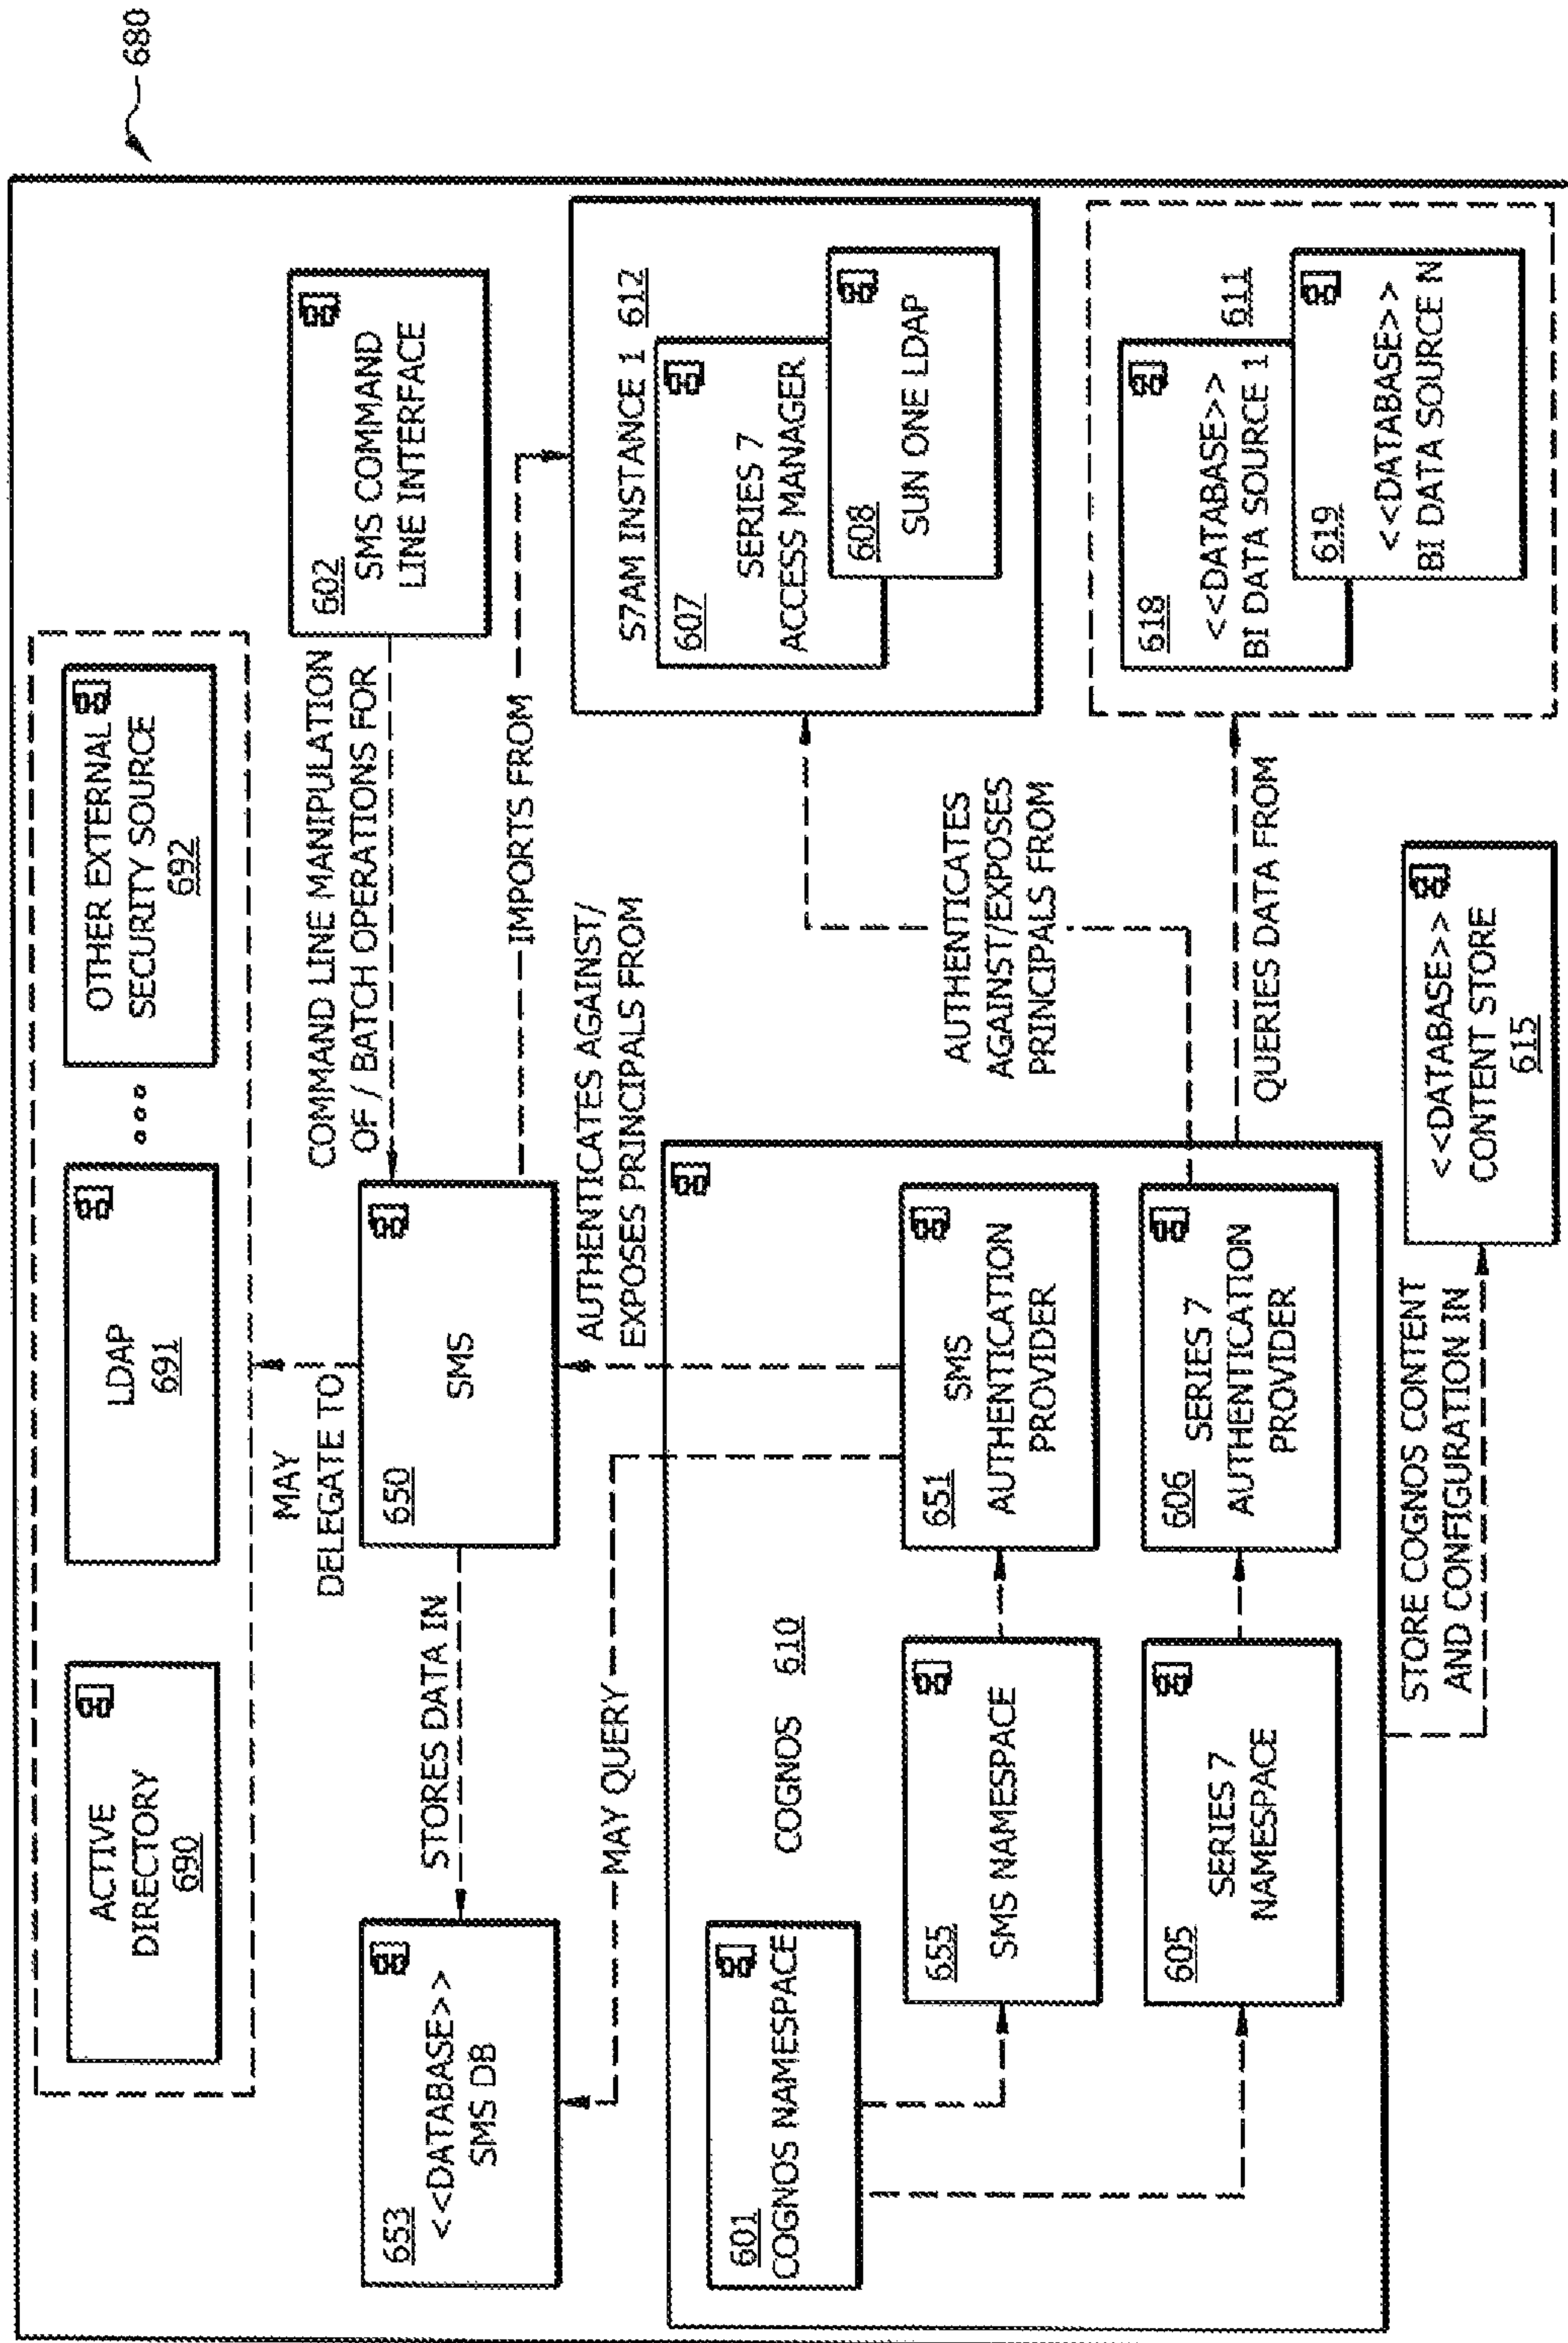 680
ACTIVE
DIRECTORY
690
LDAP
691
OTHER EXTERNAL
SECURITY SOURCE
692
MAY
DELEGATE TO
COMMAND LINE MANIPULATION
OF / BATCH OPERATIONS FOR
602
SMS COMMAND
LINE INTERFACE
653
<<DATABASE>>
SMS DB
STORES DATA IN
650
SMS
IMPORTS FROM
MAY QUERY
AUTHENTICATES AGAINST/
EXPOSES PRINCIPALS FROM
S7AM INSTANCE 1 612
607
SERIES 7
ACCESS MANAGER
608
SUN ONE LDAP
601
COGNOS NAMESPACE
COGNOS 610
655
SMS NAMESPACE
651
SMS
AUTHENTICATION
PROVIDER
605
SERIES 7
NAMESPACE
606
SERIES 7
AUTHENTICATION
PROVIDER
AUTHENTICATES
AGAINST/EXPOSES
PRINCIPALS FROM
QUERIES DATA FROM
618
<<DATABASE>>
BI DATA SOURCE 1
611
619
<<DATABASE>>
BI DATA SOURCE N
STORE COGNOS CONTENT
AND CONFIGURATION IN
<<DATABASE>>
CONTENT STORE
615